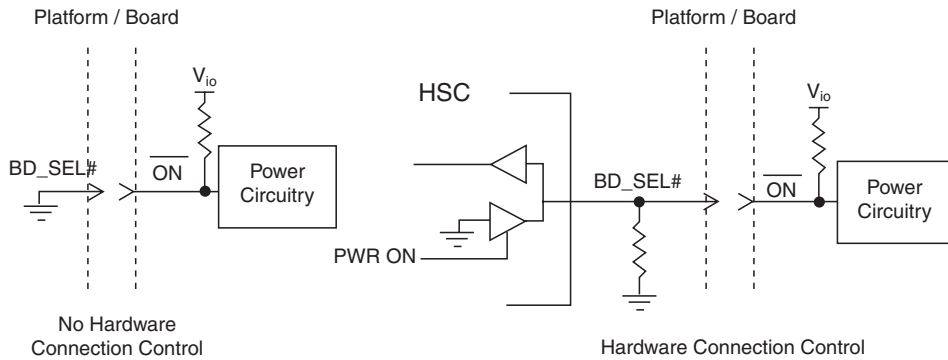 Platform / Board
V_io
BD_SEL#
ON
Power
Circuitry
No Hardware
Connection Control
HSC
PWR ON
BD_SEL#
Platform / Board
V_io
ON
Power
Circuitry
Hardware Connection Control